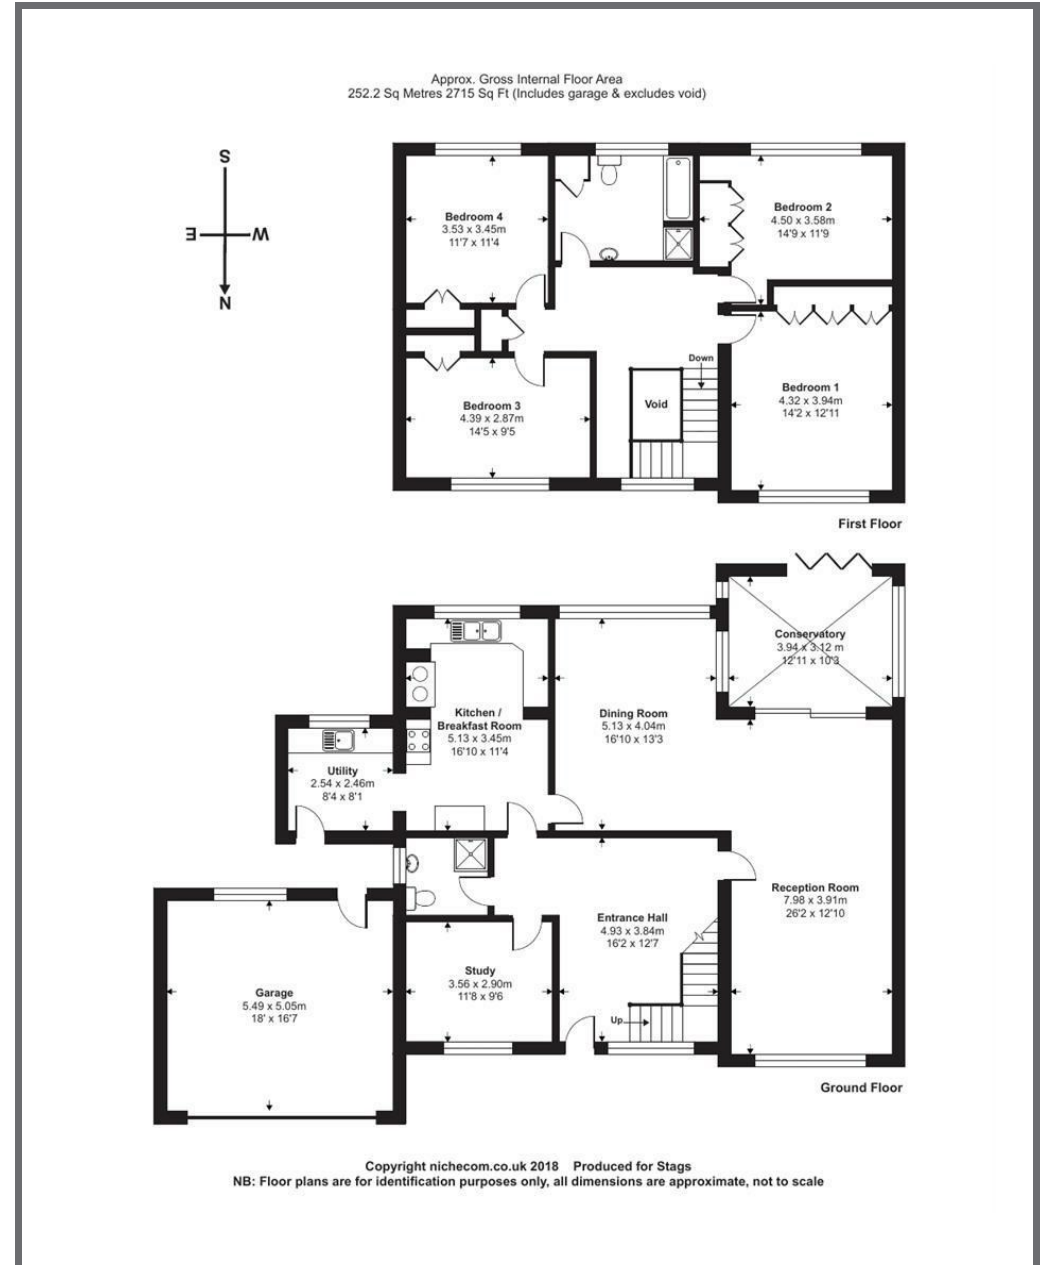 Approx. Gross Internal Floor Area
252.2 Sq Metres 2715 Sq Ft (Includes garage & excludes void)
S
E
W
N
Bedroom 4
3.53 x 3.45m
11'7 x 11'4
Bedroom 2
4.50 x 3.58m
14'9 x 11'9
Down
Void
Bedroom 3
4.39 x 2.87m
14'5 x 9'5
Bedroom 1
4.32 x 3.94m
14'2 x 12'11
First Floor
Conservatory
3.94 x 3.12 m
12'11 x 10'3
Kitchen /
Breakfast Room
5.13 x 3.45m
16'10 x 11'4
Dining Room
5.13 x 4.04m
16'10 x 13'3
Utility
2.54 x 2.46m
8'4 x 8'1
Reception Room
7.98 x 3.91m
26'2 x 12'10
Entrance Hall
4.93 x 3.84m
16'2 x 12'7
Study
3.56 x 2.90m
11'8 x 9'6
Garage
5.49 x 5.05m
18' x 16'7
Up
Ground Floor
Copyright nichecom.co.uk 2018 Produced for Stags
NB: Floor plans are for identification purposes only, all dimensions are approximate, not to scale